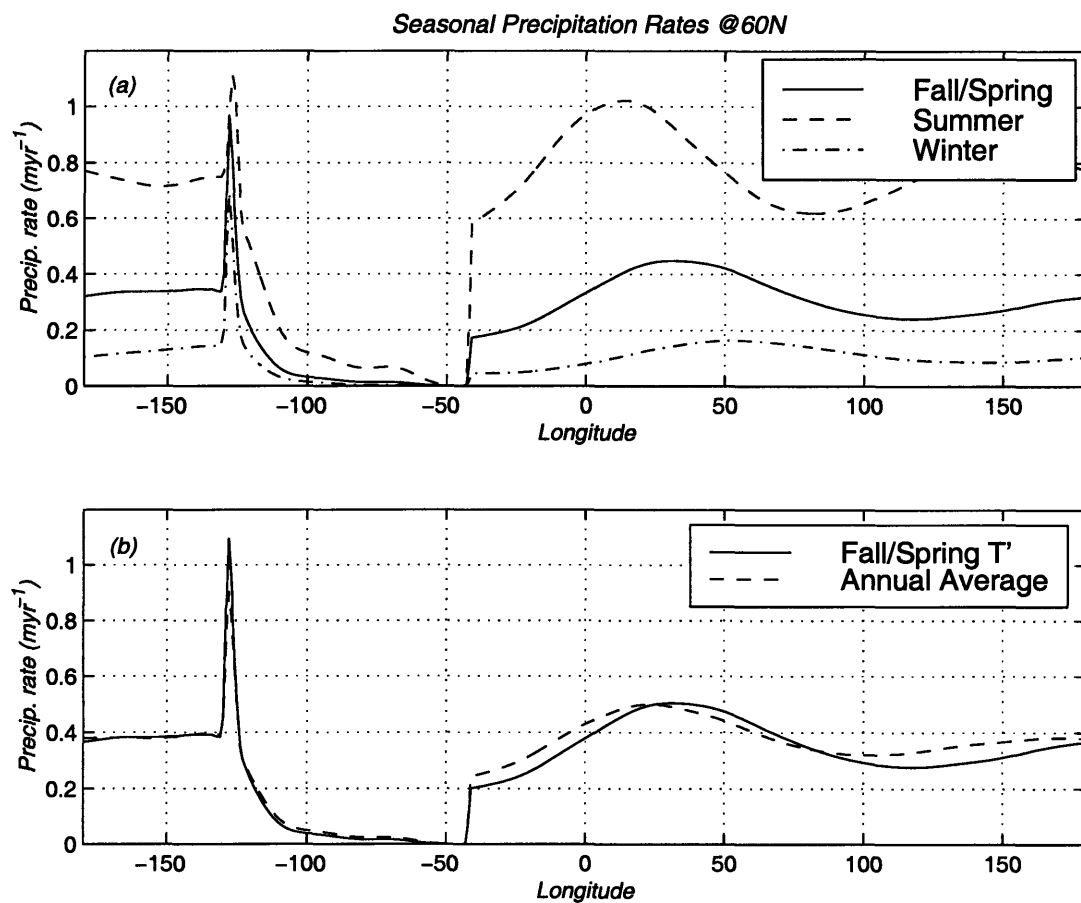 Seasonal Precipitation Rates @60N
(a)
Fall/Spring
Summer
Winter
Precip. rate (myr⁻¹)
1
0.8
0.6
0.4
0.2
0
−150
−100
−50
0
50
100
150
Longitude
(b)
Fall/Spring T'
Annual Average
Precip. rate (myr⁻¹)
1
0.8
0.6
0.4
0.2
0
−150
−100
−50
0
50
100
150
Longitude